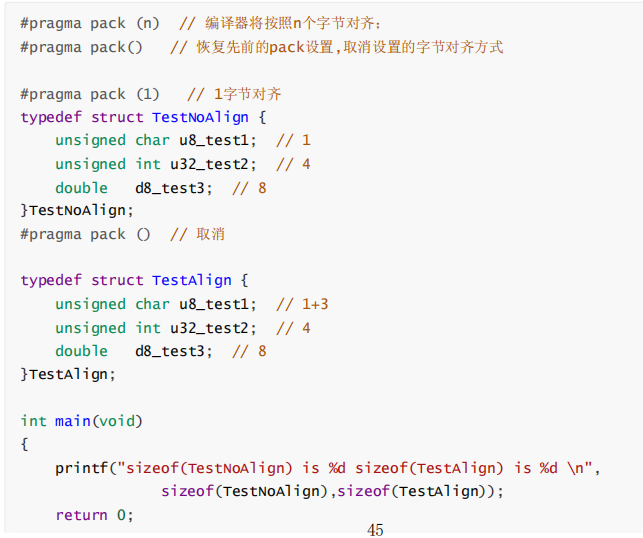 #pragma pack (n)  // 编译器将按照n个字节对齐；
#pragma pack()   // 恢复先前的pack设置,取消设置的字节对齐方式

#pragma pack (1)   // 1字节对齐
typedef struct TestNoAlign {
    unsigned char u8_test1;  // 1
    unsigned int u32_test2;  // 4
    double   d8_test3;  // 8
}TestNoAlign;
#pragma pack ()  // 取消

typedef struct TestAlign {
    unsigned char u8_test1;  // 1+3
    unsigned int u32_test2;  // 4
    double   d8_test3;  // 8
}TestAlign;

int main(void)
{
    printf("sizeof(TestNoAlign) is %d sizeof(TestAlign) is %d \n",
                sizeof(TestNoAlign),sizeof(TestAlign));
    return 0;
45